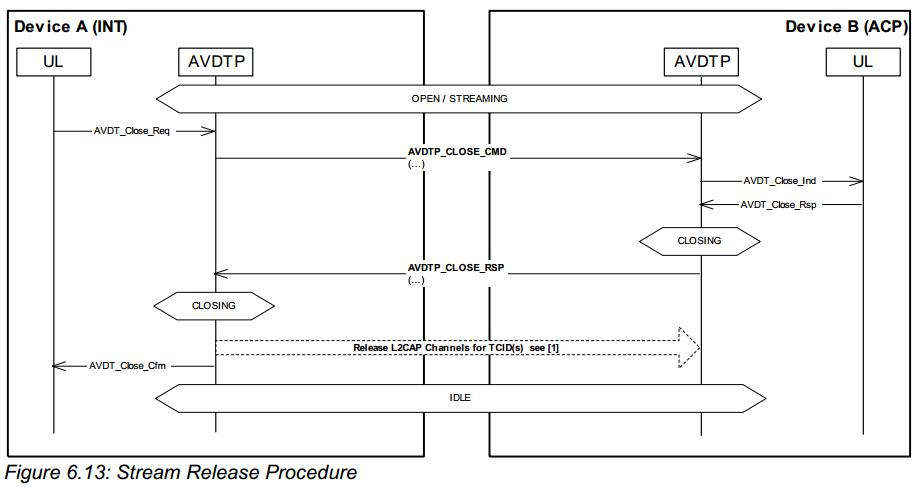 Device A (INT)
Device B (ACP)
UL
AVDTP
AVDTP
UL
OPEN / STREAMING
AVDT_Close_Req
AVDTP_CLOSE_CMD
(...)
AVDT_Close_Ind
AVDT_Close_Rsp
CLOSING
AVDTP_CLOSE_RSP
(...)
CLOSING
Release L2CAP Channels for TCID(s) see [1]
AVDT_Close_Cfm
IDLE
Figure 6.13: Stream Release Procedure